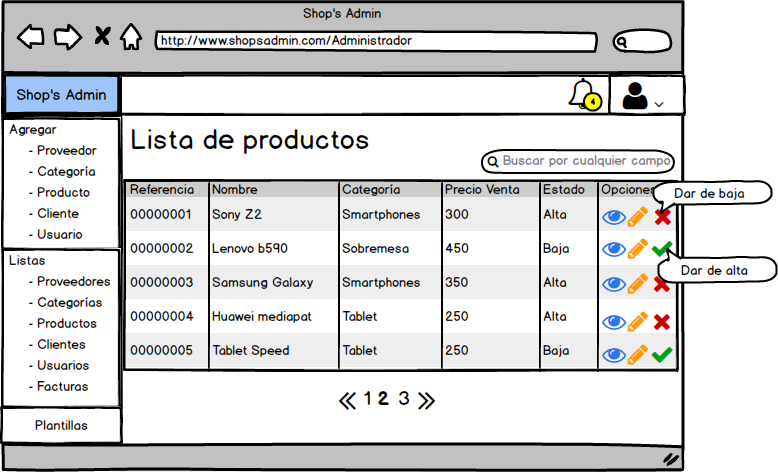 Shop's Admin
http://www.shopsadmin.com/Administrador
Shop's Admin
4
Agregar
- Proveedor
- Categoría
- Producto
- Cliente
- Usuario
Listas
- Proveedores
- Categorías
- Productos
- Clientes
- Usuarios
- Facturas
Plantillas
Lista de productos
Buscar por cualquier campo
Referencia Nombre Categoría Precio Venta Estado Opciones
00000001 Sony Z2 Smartphones 300 Alta
00000002 Lenovo b590 Sobremesa 450 Baja
00000003 Samsung Galaxy Smartphones 350 Alta
00000004 Huawei mediapat Tablet 250 Alta
00000005 Tablet Speed Tablet 250 Baja
Dar de baja
Dar de alta
1 2 3